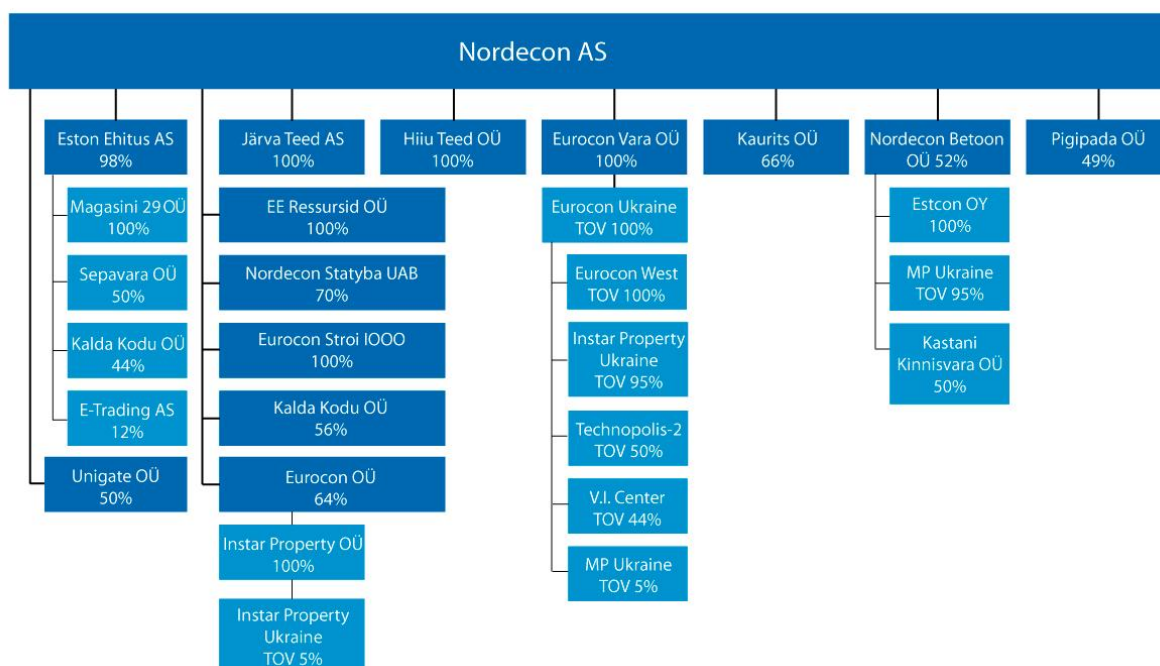 Nordecon AS
Eston Ehitus AS
98%
Järva Teed AS
100%
Hiiu Teed OÜ
100%
Eurocon Vara OÜ
100%
Kaurits OÜ
66%
Nordecon Betoon
OÜ 52%
Pigipada OÜ
49%
Magasini 29 OÜ
100%
Sepavara OÜ
50%
Kalda Kodu OÜ
44%
E-Trading AS
12%
Unigate OÜ
50%
EE Ressursid OÜ
100%
Nordecon Statyba UAB
70%
Eurocon Stroi IOOO
100%
Kalda Kodu OÜ
56%
Eurocon OÜ
64%
Instar Property OÜ
100%
Instar Property
Ukraine
TOV 5%
Eurocon Ukraine
TOV 100%
Eurocon West
TOV 100%
Instar Property
Ukraine
TOV 95%
Technopolis-2
TOV 50%
V.I. Center
TOV 44%
MP Ukraine
TOV 5%
Estcon OY
100%
MP Ukraine
TOV 95%
Kastani
Kinnisvara OÜ
50%